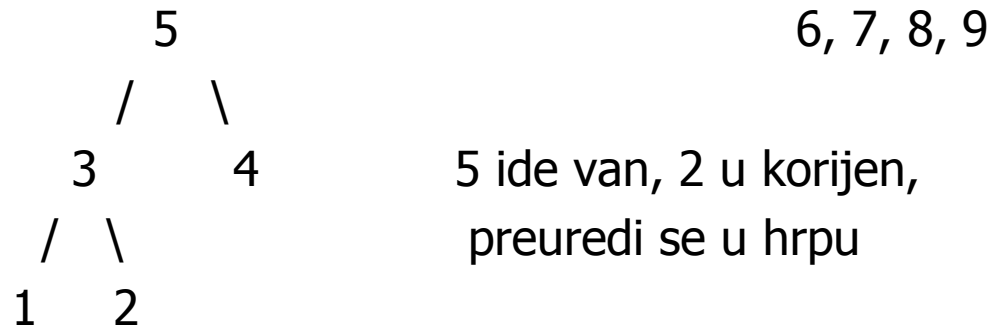 5 6, 7, 8, 9
/ \
3 4 5 ide van, 2 u korijen,
/ \ preuredi se u hrpu
1 2